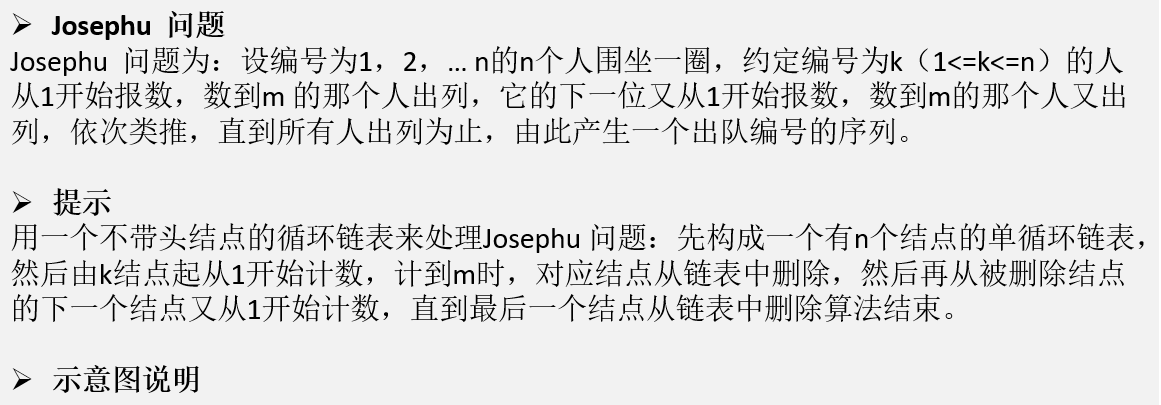 ➢ Josephu 问题
Josephu 问题为：设编号为1，2，… n的n个人围坐一圈，约定编号为k（1<=k<=n）的人
从1开始报数，数到m 的那个人出列，它的下一位又从1开始报数，数到m的那个人又出
列，依次类推，直到所有人出列为止，由此产生一个出队编号的序列。
➢ 提示
用一个不带头结点的循环链表来处理Josephu 问题：先构成一个有n个结点的单循环链表，
然后由k结点起从1开始计数，计到m时，对应结点从链表中删除，然后再从被删除结点
的下一个结点又从1开始计数，直到最后一个结点从链表中删除算法结束。
➢ 示意图说明